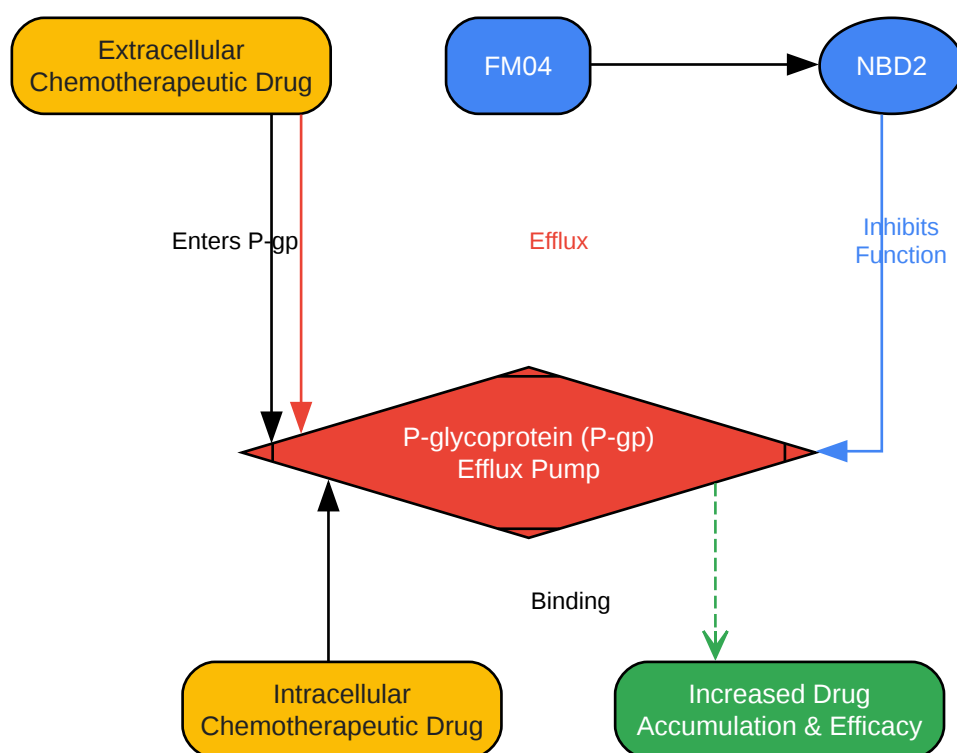 Extracellular
Chemotherapeutic Drug
FM04
NBD2
Enters P-gp
Efflux
Inhibits
Function
P-glycoprotein (P-gp)
Efflux Pump
Binding
Intracellular
Chemotherapeutic Drug
Increased Drug
Accumulation & Efficacy